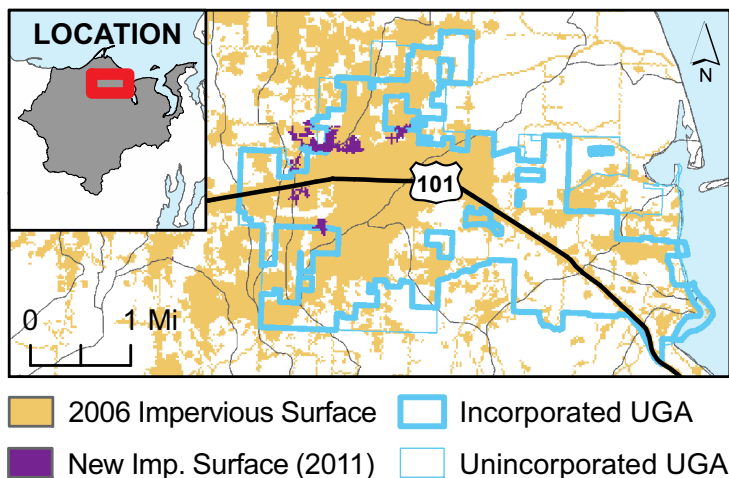 LOCATION
N
101
0 1 Mi
2006 Impervious Surface
Incorporated UGA
New Imp. Surface (2011)
Unincorporated UGA